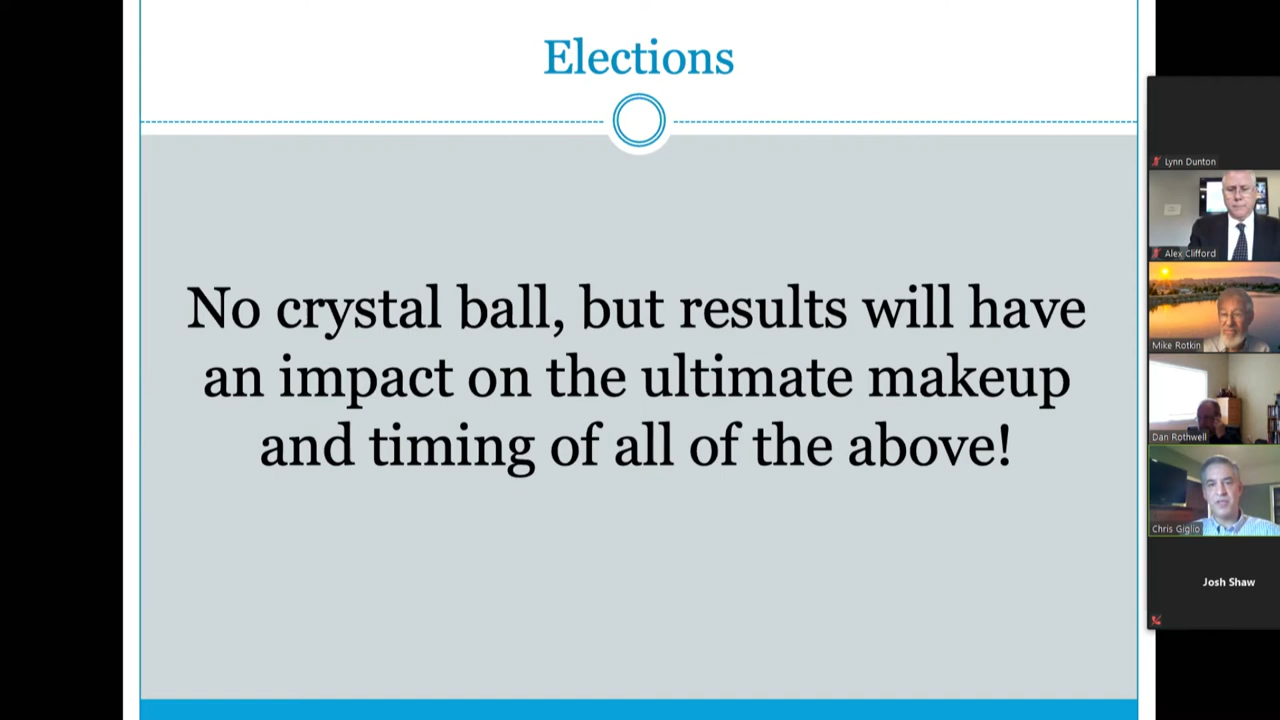 Elections
No crystal ball, but results will have
an impact on the ultimate makeup
and timing of all of the above!
Lynn Dunton
Alex Clifford
Mike Rotkin
Dan Rothwell
Chris Giglio
Josh Shaw